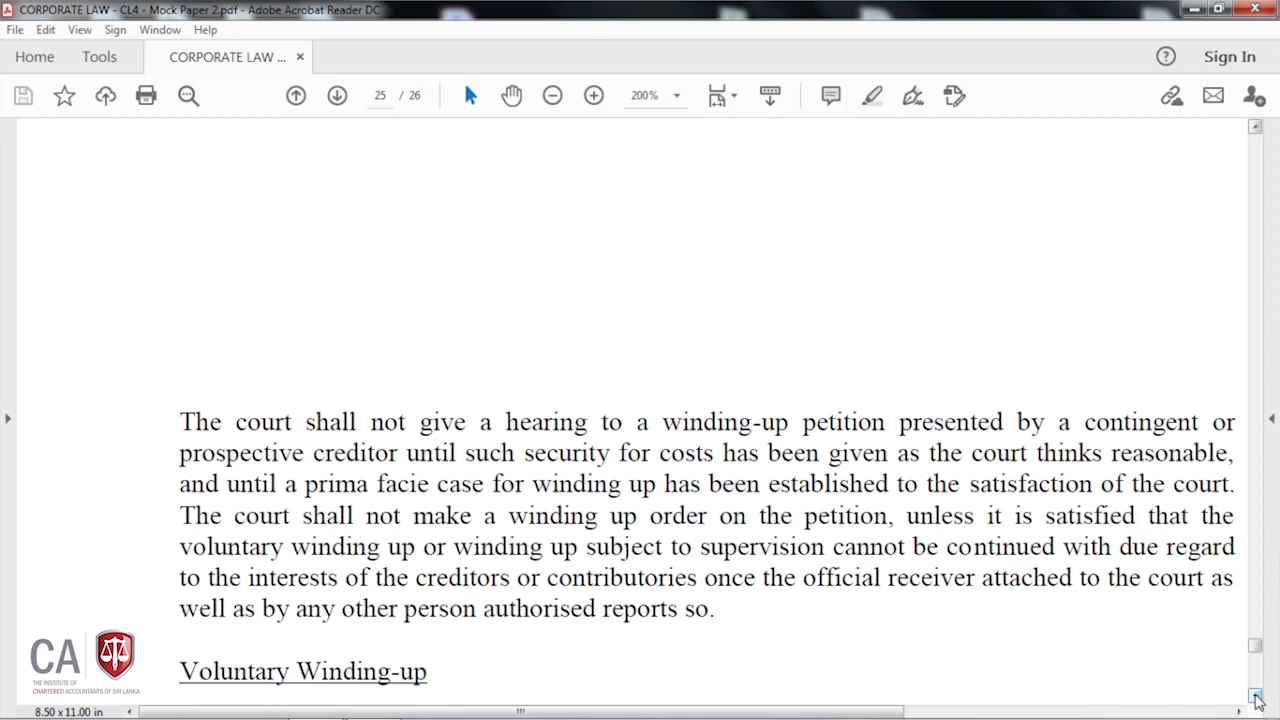 CORPORATE LAW - CL4 - Mock Paper 2.pdf - Adobe Acrobat Reader DC
File Edit View Sign Window Help
Home Tools CORPORATE LAW ... × ? Sign In
25 / 26 200%
The court shall not give a hearing to a winding-up petition presented by a contingent or
prospective creditor until such security for costs has been given as the court thinks reasonable,
and until a prima facie case for winding up has been established to the satisfaction of the court.
The court shall not make a winding up order on the petition, unless it is satisfied that the
voluntary winding up or winding up subject to supervision cannot be continued with due regard
to the interests of the creditors or contributories once the official receiver attached to the court as
well as by any other person authorised reports so.
CA
THE INSTITUTE OF
CHARTERED ACCOUNTANTS OF SRI LANKA
Voluntary Winding-up
8.50 x 11.00 in